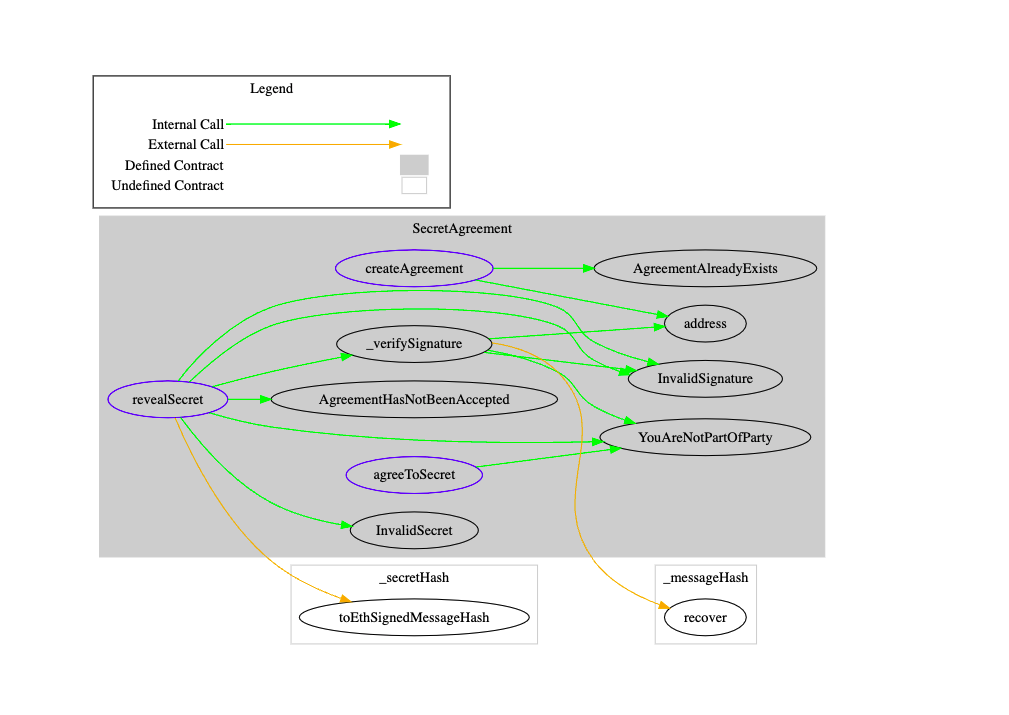 Legend
Internal Call
External Call
Defined Contract
Undefined Contract
SecretAgreement
createAgreement
AgreementAlreadyExists
address
_verifySignature
InvalidSignature
revealSecret
AgreementHasNotBeenAccepted
YouAreNotPartOfParty
agreeToSecret
InvalidSecret
_secretHash
_messageHash
toEthSignedMessageHash
recover